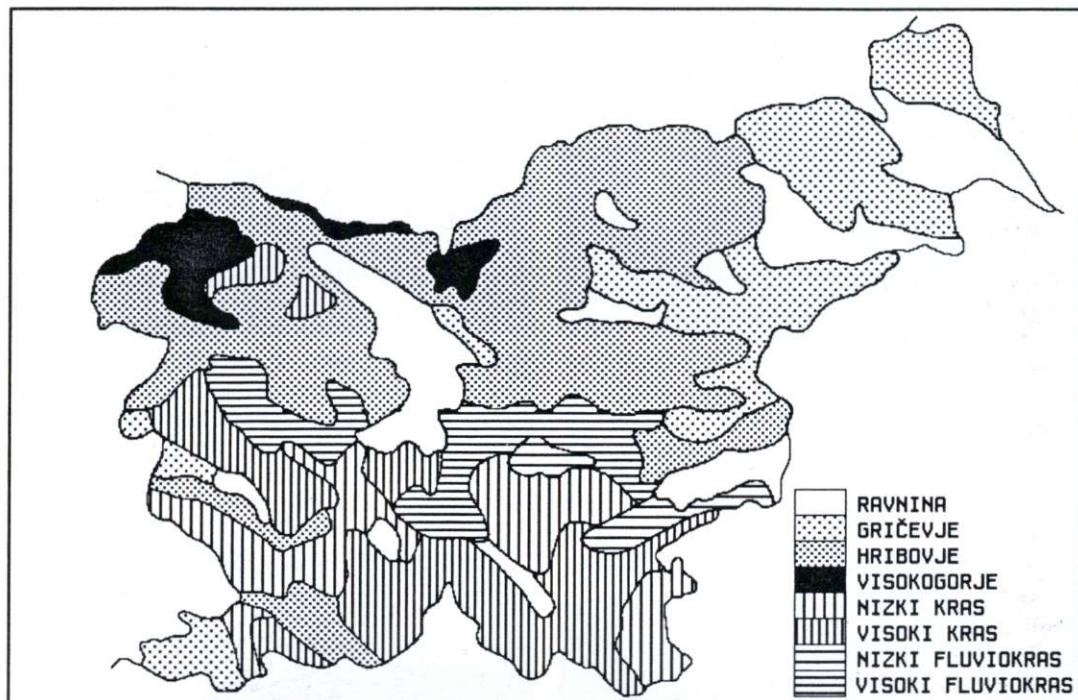 RAVNINA
GRIČEVJE
HRIBOVJE
VISOKOGORJE
NIZKI KRAS
VISOKI KRAS
NIZKI FLUVIOKRAS
VISOKI FLUVIOKRAS